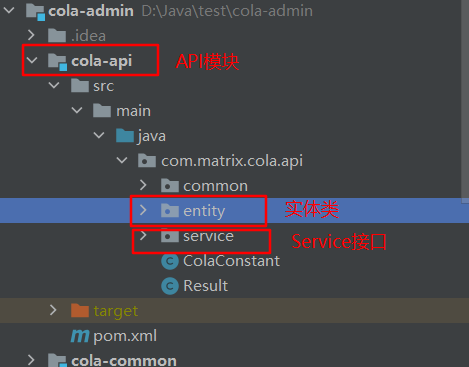 cola-admin D:\Java\test\cola-admin
.idea
cola-api API模块
src
main
java
com.matrix.cola.api
common
entity 实体类
service Service接口
ColaConstant
Result
target
pom.xml
cola-common